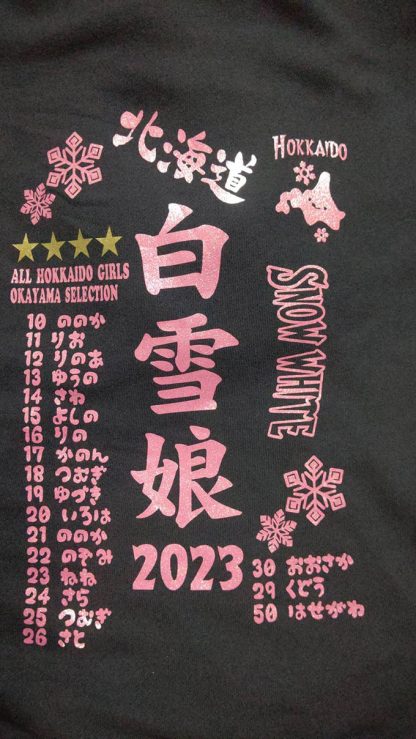 北海道
HOKKAIDO
ALL HOKKAIDO GIRLS
OKAYAMA SELECTION
10 ののか
11 りお
12 りのあ
13 ゆうの
14 さわ
15 よしの
16 りの
17 かのん
18 つむぎ
19 ゆづき
20 いろは
21 ののか
22 のぞみ
23 ねね
24 さら
25 つむぎ
26 さと
白雪娘
2023
SNOW WHITE
30 おおさか
29 くどう
50 はせがわ